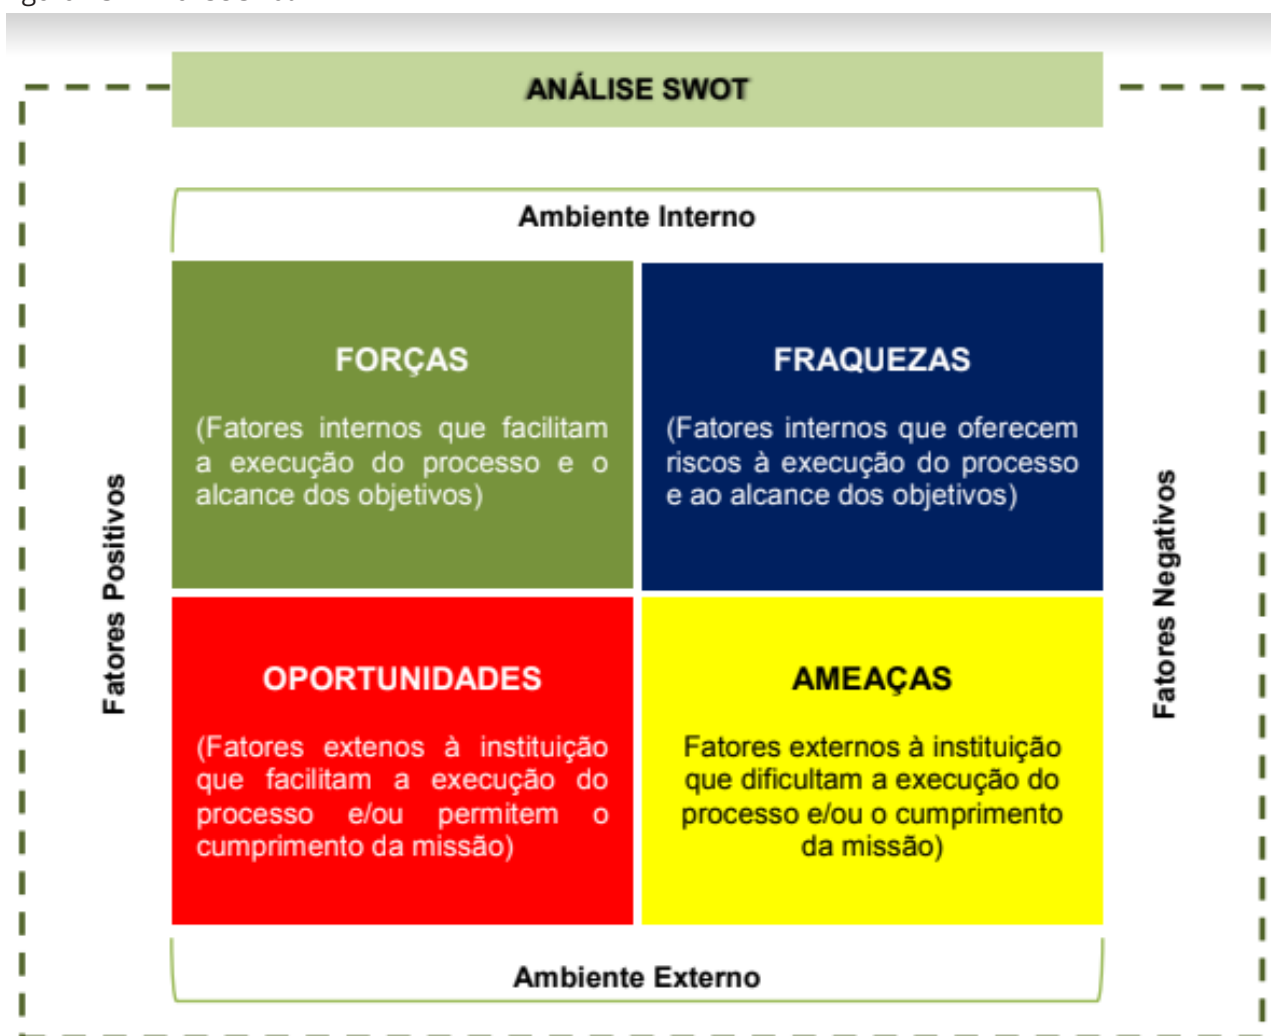 ANÁLISE SWOT
Ambiente Interno
FORÇAS
(Fatores internos que facilitam
a execução do processo e o
alcance dos objetivos)
FRAQUEZAS
(Fatores internos que oferecem
riscos à execução do processo
e ao alcance dos objetivos)
Fatores Positivos
Fatores Negativos
OPORTUNIDADES
(Fatores extenos à instituição
que facilitam a execução do
processo e/ou permitem o
cumprimento da missão)
AMEAÇAS
Fatores externos à instituição
que dificultam a execução do
processo e/ou o cumprimento
da missão)
Ambiente Externo